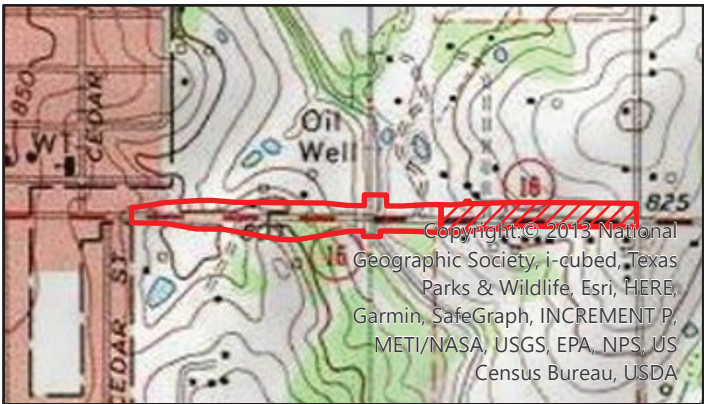 850
CEDAR
WT
Oil
Well
16
825
15
CEDAR ST
Copyright:© 2013 National
Geographic Society, i-cubed, Texas
Parks & Wildlife, Esri, HERE,
Garmin, SafeGraph, INCREMENT P,
METI/NASA, USGS, EPA, NPS, US
Census Bureau, USDA